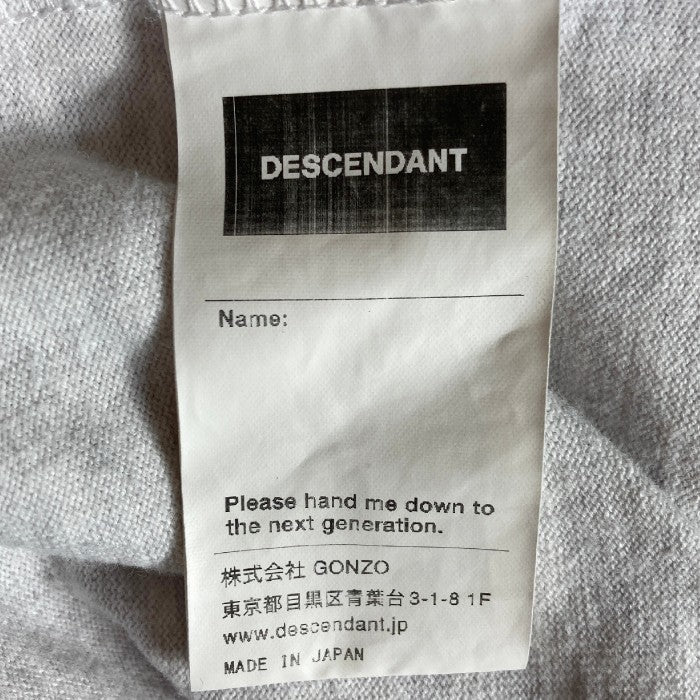 DESCENDANT
Name:
Please hand me down to
the next generation.
株式会社 GONZO
東京都目黒区青葉台3-1-8 1F
www.descendant.jp
MADE IN JAPAN